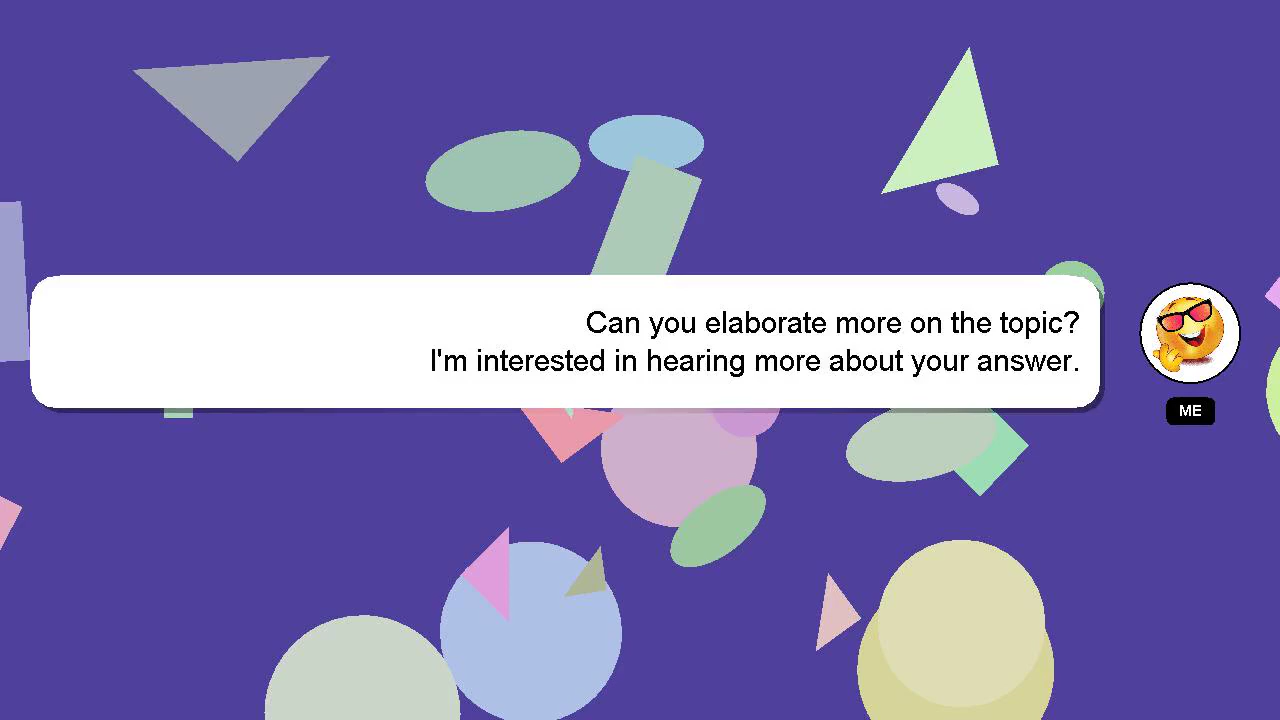 Can you elaborate more on the topic?
I'm interested in hearing more about your answer.
ME